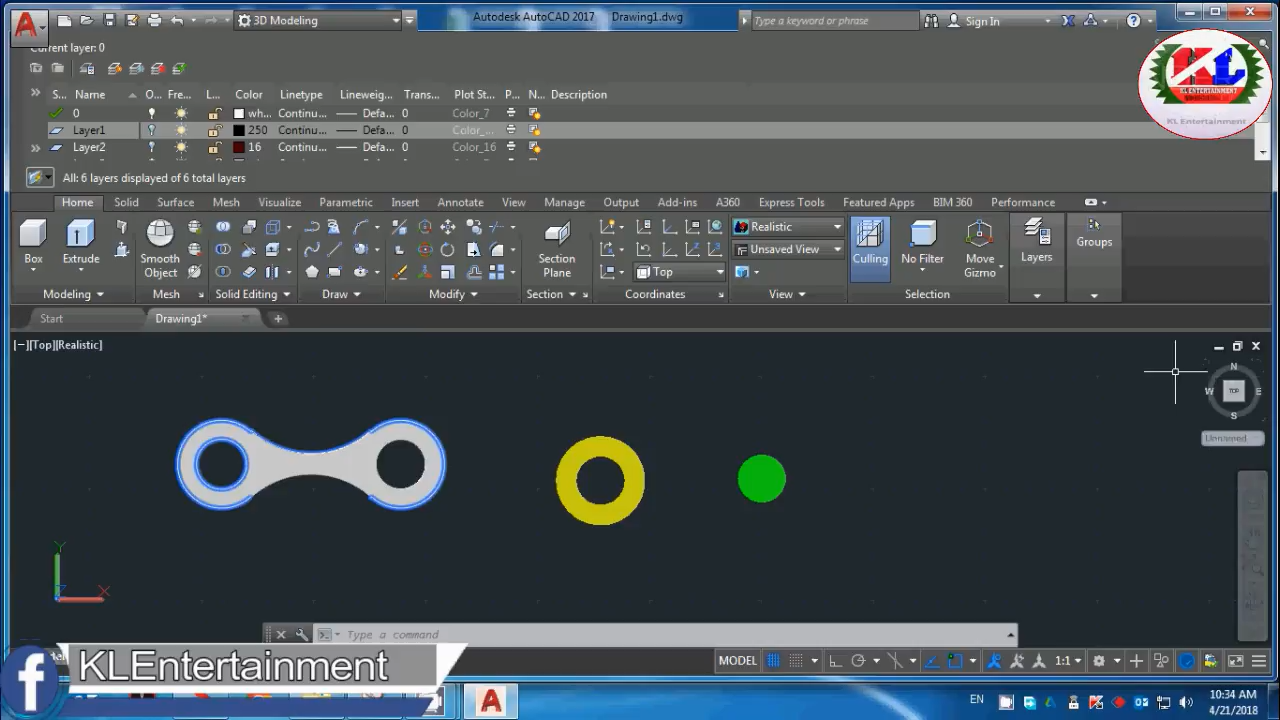 3D Modeling
Autodesk AutoCAD 2017 Drawing1.dwg
Type a keyword or phrase
Sign In
Current layer: 0
KL
KL ENTERTAINMENT
KL Entertainment
S... Name O... Fre... L... Color Linetype Lineweig... Trans... Plot St... P... N... Description
0 wh... Continu... Defa... 0 Color_7
Layer1 250 Continu... Defa... 0 Color_...
Layer2 16 Continu... Defa... 0 Color_16
All: 6 layers displayed of 6 total layers
Home Solid Surface Mesh Visualize Parametric Insert Annotate View Manage Output Add-ins A360 Express Tools Featured Apps BIM 360 Performance
Box
Extrude
Smooth
Object
Section
Plane
Top
Realistic
Unsaved View
Culling
No Filter
Move
Gizmo
Layers
Groups
Modeling Mesh Solid Editing Draw Modify Section Coordinates View Selection
Start Drawing1* +
[−][Top][Realistic]
N
W TOP E
S
Unnamed
Y
X
Type a command
MODEL 1:1
f KLEntertainment
A
EN
10:34 AM
4/21/2018